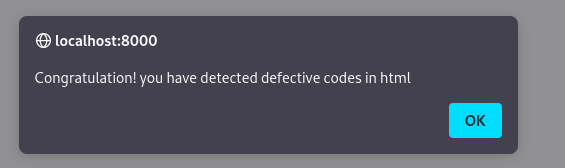 localhost:8000
Congratulation! you have detected defective codes in html
OK